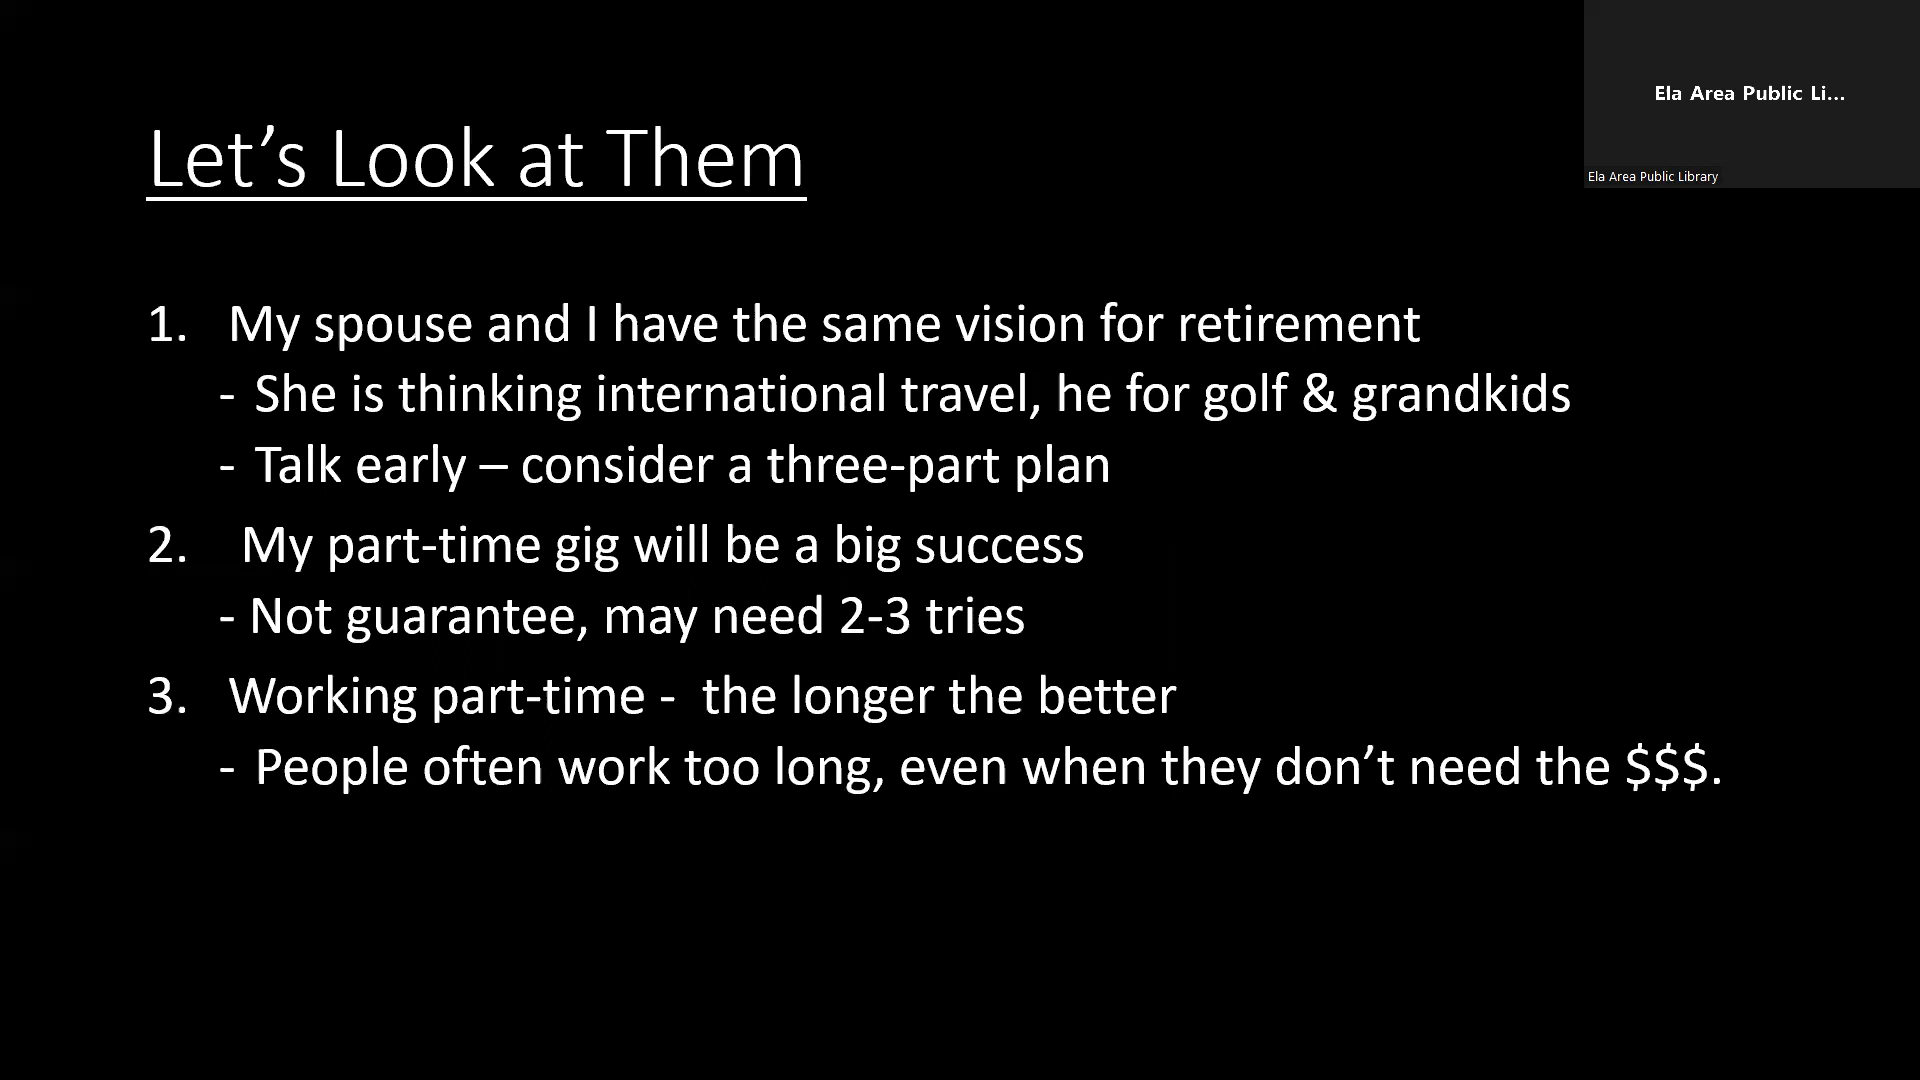 Ela Area Public Li...
Ela Area Public Library
Let’s Look at Them
1. My spouse and I have the same vision for retirement
- She is thinking international travel, he for golf & grandkids
- Talk early – consider a three-part plan
2. My part-time gig will be a big success
- Not guarantee, may need 2-3 tries
3. Working part-time - the longer the better
- People often work too long, even when they don’t need the $$$.